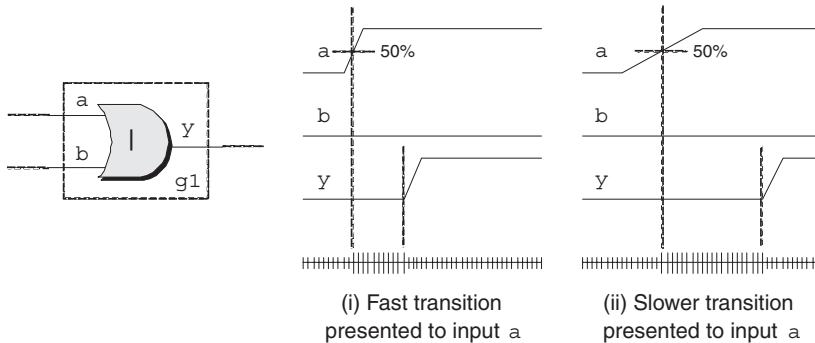 a
b
|
y
g1
a
50%
b
y
(i) Fast transition
presented to input a
a
50%
b
y
(ii) Slower transition
presented to input a